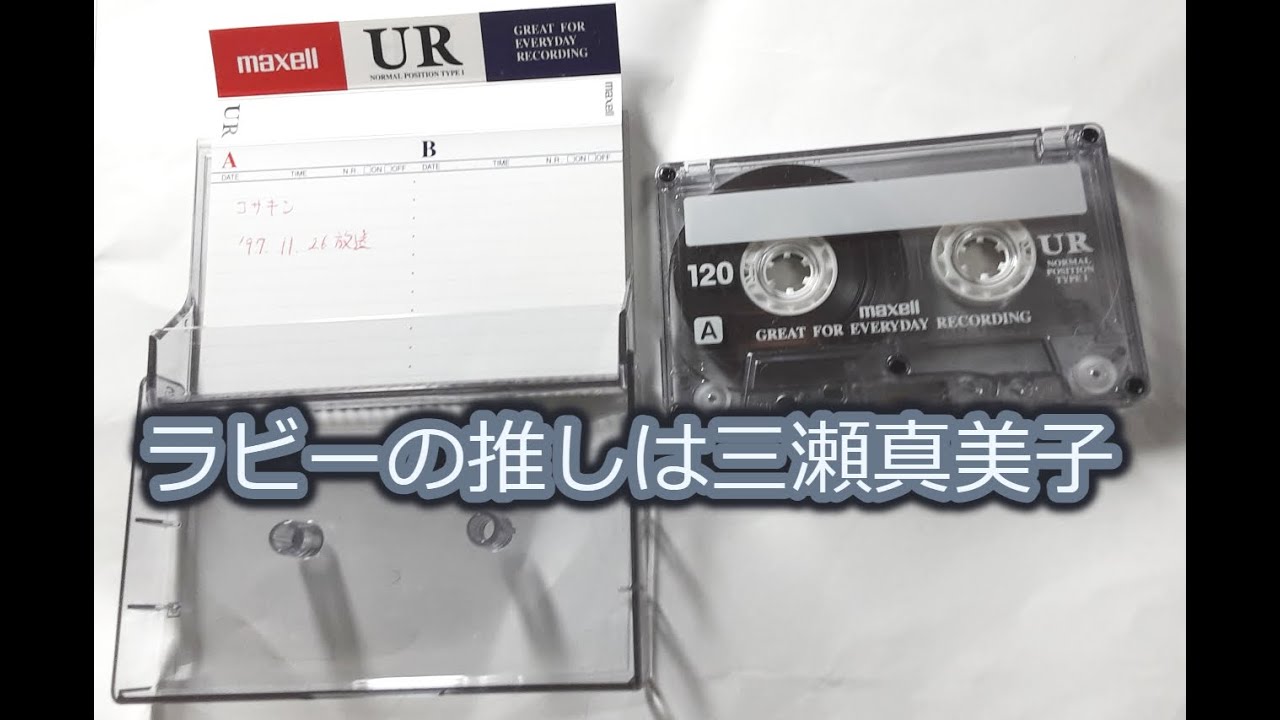 maxell
UR
NORMAL POSITION TYPE I
GREAT FOR
EVERYDAY
RECORDING
UR
maxell
A
B
DATE TIME N.R. ON OFF DATE TIME N.R. ON OFF
コサキン
'97. 11. 26 放送
120
UR
NORMAL
POSITION
TYPE I
maxell
A
GREAT FOR EVERYDAY RECORDING
ラビーの推しは三瀬真美子